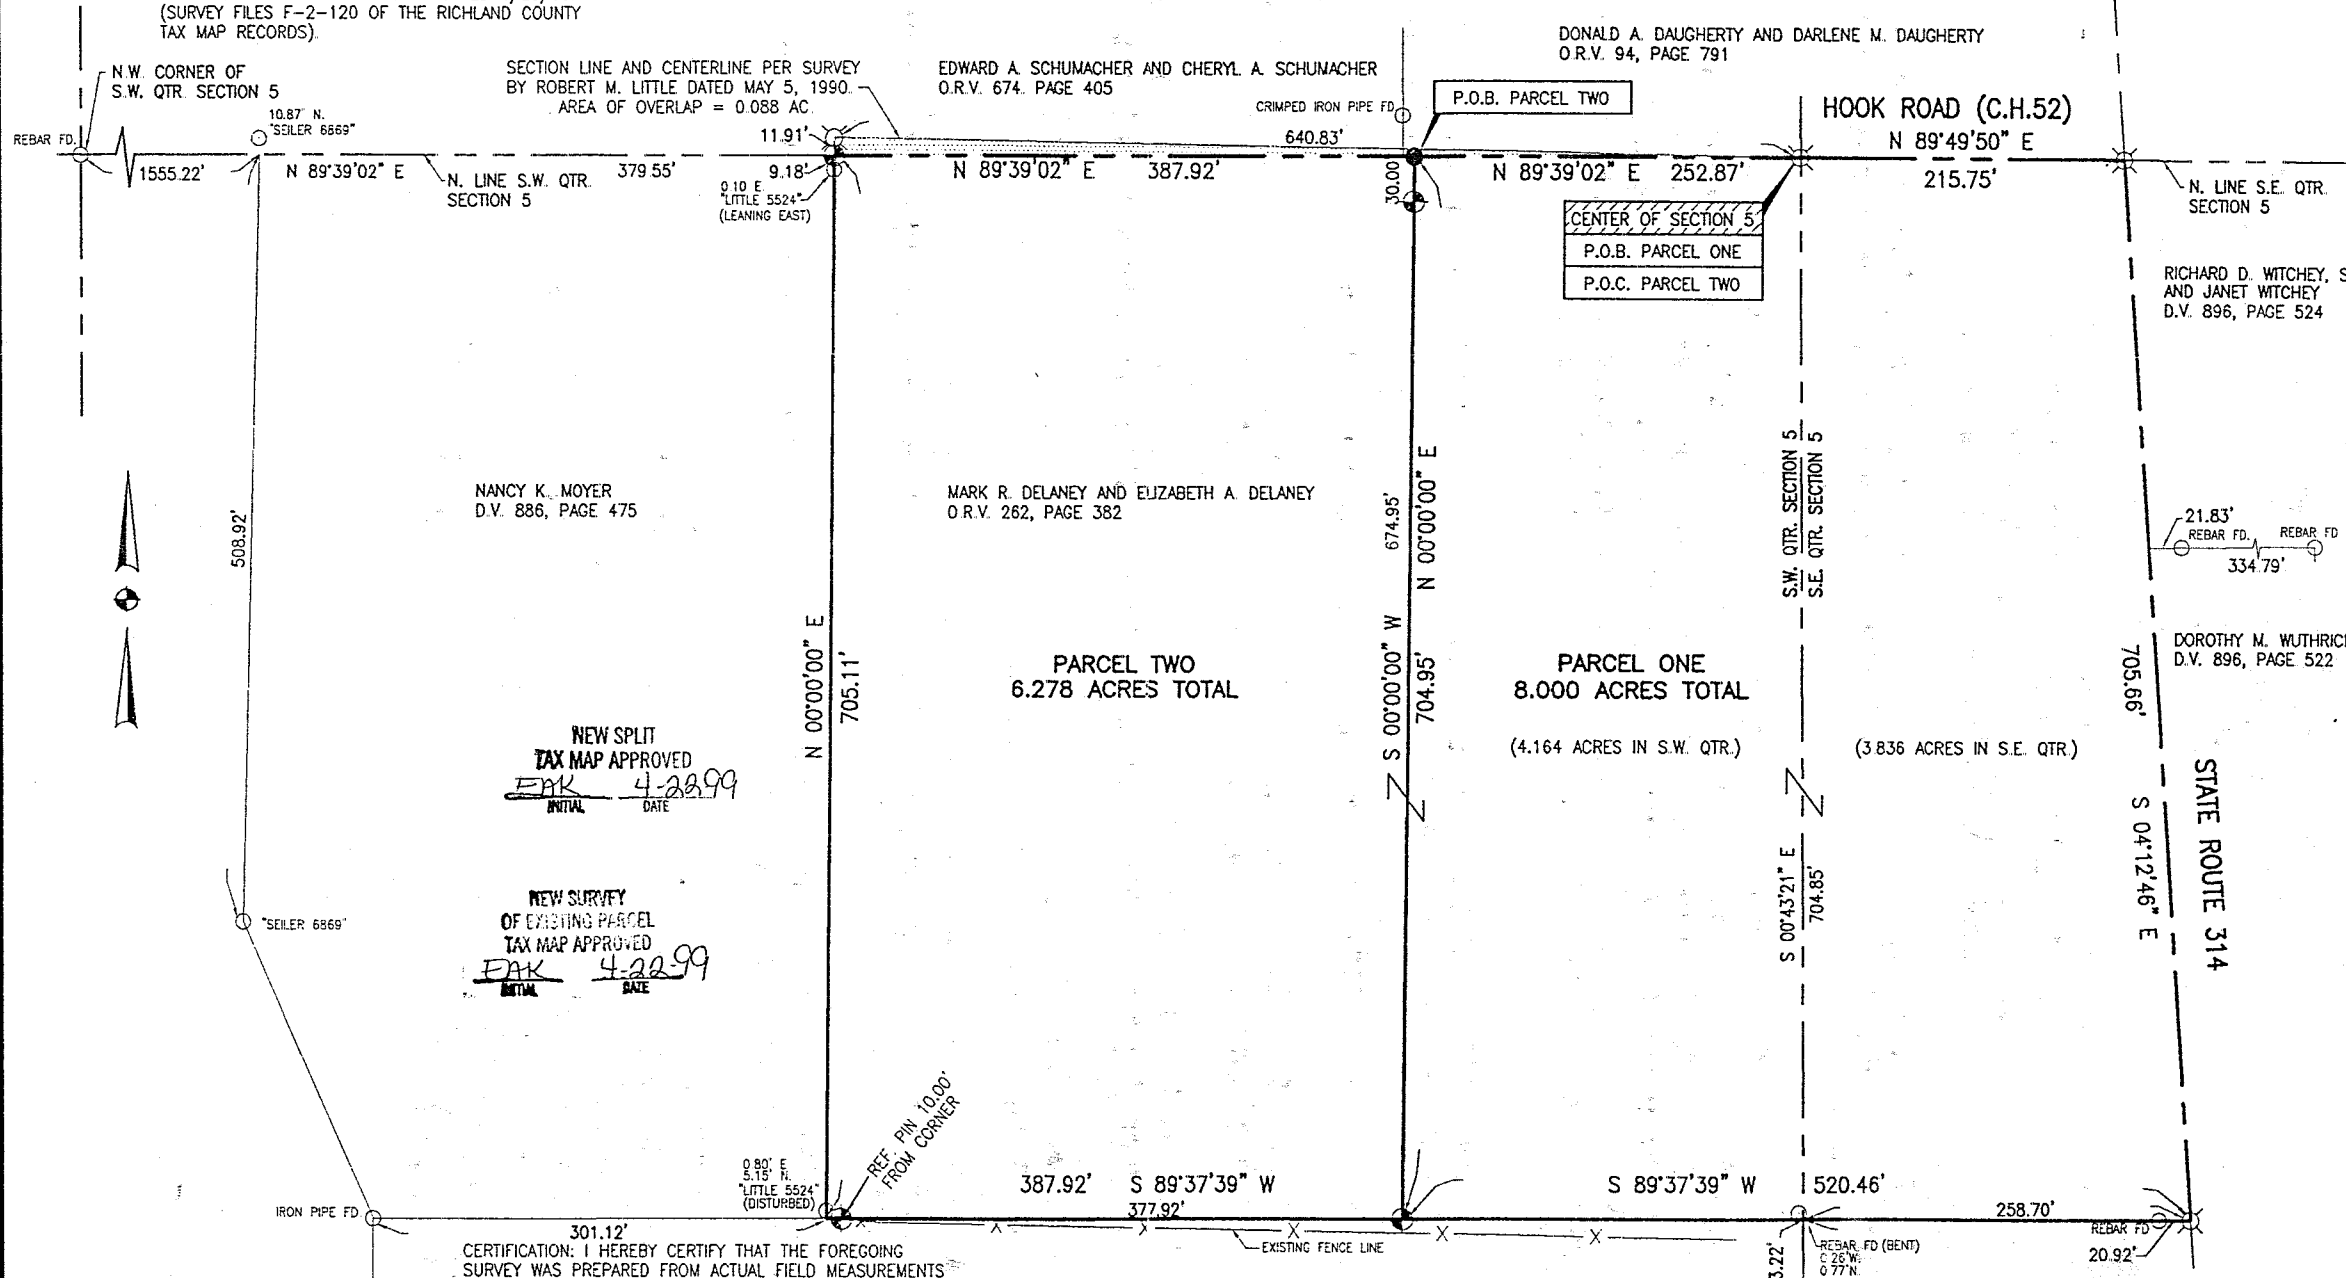 (SURVEY FILES F-2-120 OF THE RICHLAND COUNTY
TAX MAP RECORDS).
DONALD A. DAUGHERTY AND DARLENE M. DAUGHERTY
O.R.V. 94, PAGE 791
N.W. CORNER OF
S.W. QTR. SECTION 5
SECTION LINE AND CENTERLINE PER SURVEY
BY ROBERT M. LITTLE DATED MAY 5, 1990.
AREA OF OVERLAP = 0.088 AC.
EDWARD A. SCHUMACHER AND CHERYL A. SCHUMACHER
O.R.V. 674, PAGE 405
CRIMPED IRON PIPE FD.
P.O.B. PARCEL TWO
HOOK ROAD (C.H.52)
N 89°49'50" E
215.75'
10.87' N.
"SEILER 6869"
REBAR FD.
1555.22'
N 89°39'02" E
379.55'
N. LINE S.W. QTR.
SECTION 5
11.91'
9.18'
0.10 E.
"LITTLE 5524"
(LEANING EAST)
640.83'
N 89°39'02" E
387.92'
30.00
N 89°39'02" E
252.87'
CENTER OF SECTION 5
P.O.B. PARCEL ONE
P.O.C. PARCEL TWO
N. LINE S.E. QTR.
SECTION 5
RICHARD D. WITCHEY, S
AND JANET WITCHEY
D.V. 896, PAGE 524
508.92'
NANCY K. MOYER
D.V. 886, PAGE 475
MARK R. DELANEY AND ELIZABETH A. DELANEY
O.R.V. 262, PAGE 382
674.95'
N 00°00'00" E
S.W. QTR. SECTION 5
S.E. QTR. SECTION 5
21.83'
REBAR FD.
REBAR FD
334.79'
DOROTHY M. WUTHRIC
D.V. 896, PAGE 522
N 00°00'00" E
705.11'
PARCEL TWO
6.278 ACRES TOTAL
S 00°00'00" W
704.95'
PARCEL ONE
8.000 ACRES TOTAL
(4.164 ACRES IN S.W. QTR.)
(3.836 ACRES IN S.E. QTR.)
705.66'
S 04°12'46" E
STATE ROUTE 314
NEW SPLIT
TAX MAP APPROVED
EAK 4-22-99
INITIAL DATE
NEW SURVEY
OF EXISTING PARCEL
TAX MAP APPROVED
EAK 4-22-99
INITIAL DATE
"SEILER 6869"
S 00°43'21" E
704.85'
REF. PIN 10.00'
FROM CORNER
0.80' E.
5.15' N.
"LITTLE 5524"
(DISTURBED)
387.92'
S 89°37'39" W
377.92'
S 89°37'39" W
520.46'
258.70'
IRON PIPE FD.
301.12'
EXISTING FENCE LINE
REBAR FD (BENT)
0.26'W.
0.77'N.
3.22'
REBAR FD
20.92'
CERTIFICATION: I HEREBY CERTIFY THAT THE FOREGOING
SURVEY WAS PREPARED FROM ACTUAL FIELD MEASUREMENTS